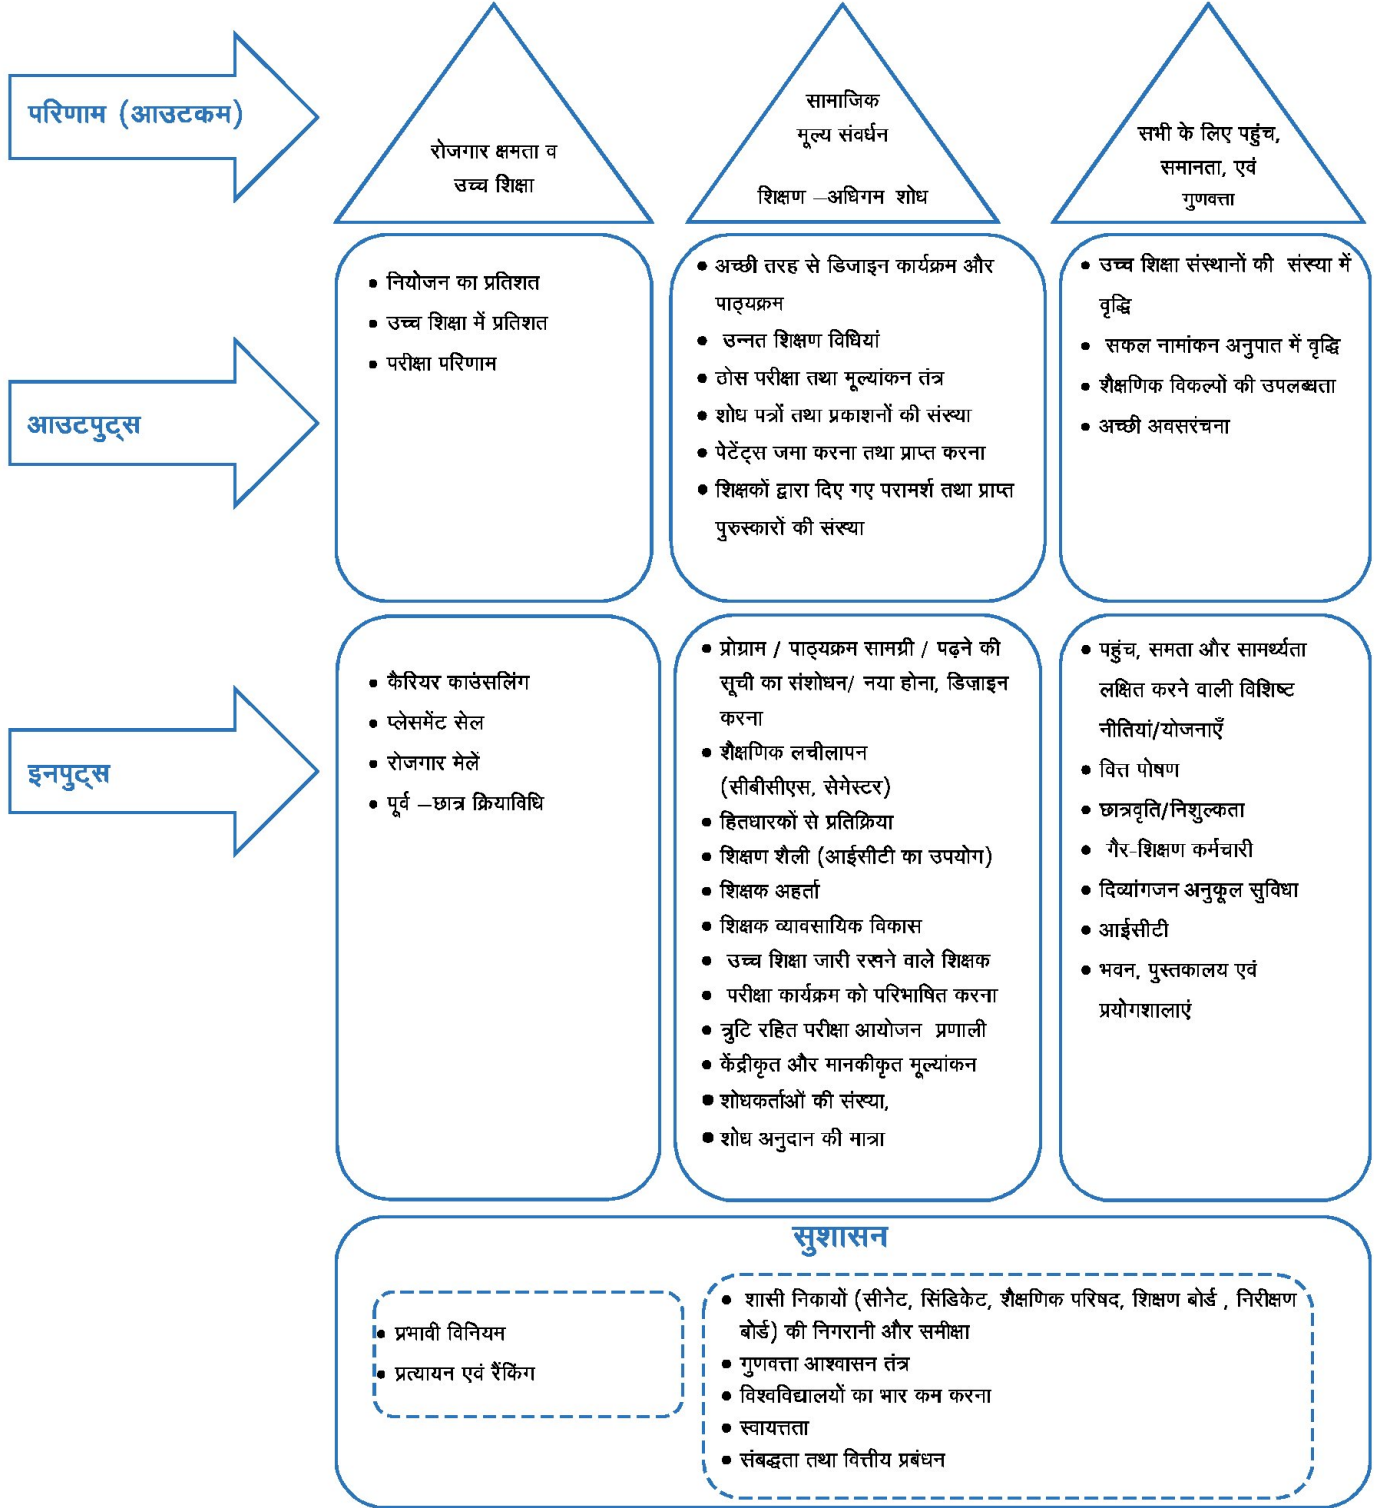 परिणाम (आउटकम)
रोजगार क्षमता व
उच्च शिक्षा
सामाजिक
मूल्य संवर्धन
शिक्षण –अधिगम शोध
सभी के लिए पहुंच,
समानता, एवं
गुणवत्ता
आउटपुट्स
• नियोजन का प्रतिशत
• उच्च शिक्षा में प्रतिशत
• परीक्षा परिणाम
• अच्छी तरह से डिजाइन कार्यक्रम और
पाठ्यक्रम
• उन्नत शिक्षण विधियां
• ठोस परीक्षा तथा मूल्यांकन तंत्र
• शोध पत्रों तथा प्रकाशनों की संख्या
• पेटेंट्स जमा करना तथा प्राप्त करना
• शिक्षकों द्वारा दिए गए परामर्श तथा प्राप्त
पुरुस्कारों की संख्या
• उच्च शिक्षा संस्थानों की संख्या में
वृद्धि
• सकल नामांकन अनुपात में वृद्धि
• शैक्षणिक विकल्पों की उपलब्धता
• अच्छी अवसरंचना
इनपुट्स
• कैरियर काउंसलिंग
• प्लेसमेंट सेल
• रोजगार मेलें
• पूर्व –छात्र क्रियाविधि
• प्रोग्राम / पाठ्यक्रम सामग्री / पढ़ने की
सूची का संशोधन/ नया होना, डिजाइन
करना
• शैक्षणिक लचीलापन
(सीबीसीएस, सेमेस्टर)
• हितधारकों से प्रतिक्रिया
• शिक्षण शैली (आईसीटी का उपयोग)
• शिक्षक अहर्ता
• शिक्षक व्यावसायिक विकास
• उच्च शिक्षा जारी रखने वाले शिक्षक
• परीक्षा कार्यक्रम को परिभाषित करना
• त्रुटि रहित परीक्षा आयोजन प्रणाली
• केंद्रीकृत और मानकीकृत मूल्यांकन
• शोधकर्ताओं की संख्या,
• शोध अनुदान की मात्रा
• पहुंच, समता और सामर्थ्यता
लक्षित करने वाली विशिष्ट
नीतियां/योजनाएँ
• वित्त पोषण
• छात्रवृति/निशुल्कता
• गैर-शिक्षण कर्मचारी
• दिव्यांगजन अनुकूल सुविधा
• आईसीटी
• भवन, पुस्तकालय एवं
प्रयोगशालाएं
सुशासन
• प्रभावी विनियम
• प्रत्यायन एवं रैंकिंग
• शासी निकायों (सीनेट, सिंडिकेट, शैक्षणिक परिषद, शिक्षण बोर्ड , निरीक्षण
बोर्ड) की निगरानी और समीक्षा
• गुणवत्ता आश्वासन तंत्र
• विश्वविद्यालयों का भार कम करना
• स्वायत्तता
• संबद्धता तथा वित्तीय प्रबंधन